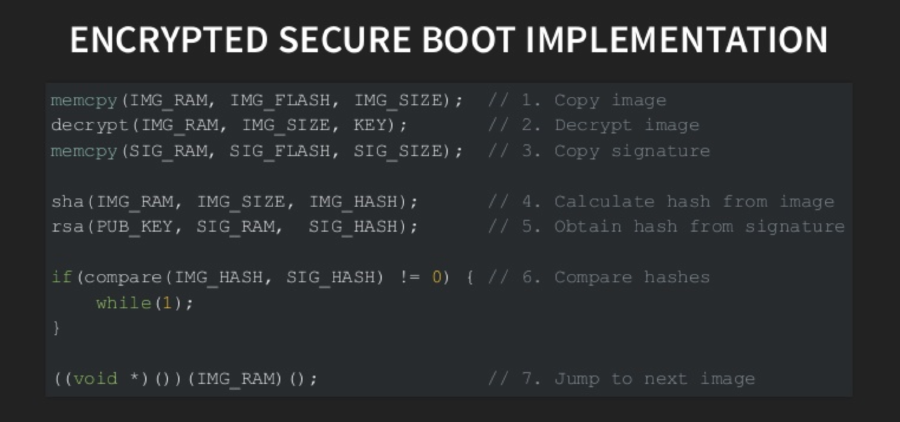 ENCRYPTED SECURE BOOT IMPLEMENTATION
memcpy(IMG_RAM, IMG_FLASH, IMG_SIZE); // 1. Copy image
decrypt(IMG_RAM, IMG_SIZE, KEY); // 2. Decrypt image
memcpy(SIG_RAM, SIG_FLASH, SIG_SIZE); // 3. Copy signature
sha(IMG_RAM, IMG_SIZE, IMG_HASH); // 4. Calculate hash from image
rsa(PUB_KEY, SIG_RAM, SIG_HASH); // 5. Obtain hash from signature
if(compare(IMG_HASH, SIG_HASH) != 0) { // 6. Compare hashes
while(1);
}
((void *)())(IMG_RAM)(); // 7. Jump to next image